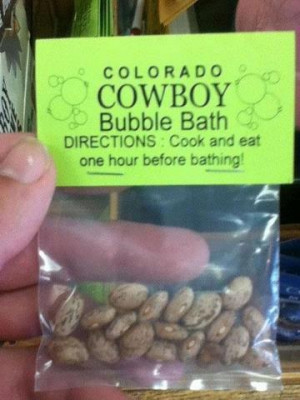 COLORADO
COWBOY
Bubble Bath
DIRECTIONS : Cook and eat
one hour before bathing!